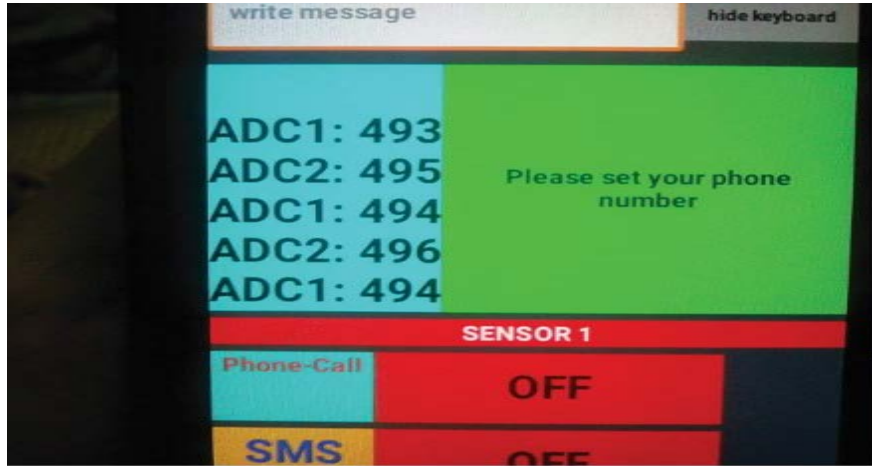 write message
hide keyboard
ADC1: 493
ADC2: 495
ADC1: 494
ADC2: 496
ADC1: 494
Please set your phone
number
SENSOR 1
Phone-Call
OFF
SMS
OFF